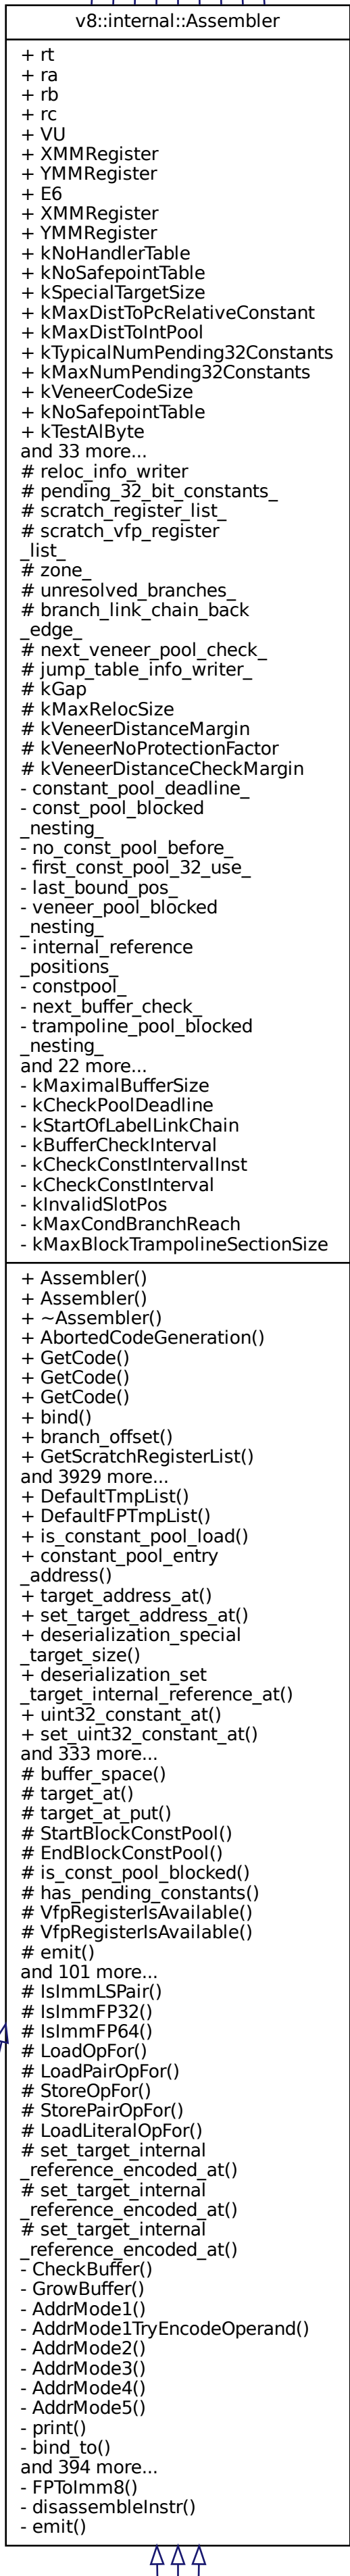 v8::internal::Assembler
+ rt
+ ra
+ rb
+ rc
+ VU
+ XMMRegister
+ YMMRegister
+ E6
+ XMMRegister
+ YMMRegister
+ kNoHandlerTable
+ kNoSafepointTable
+ kSpecialTargetSize
+ kMaxDistToPcRelativeConstant
+ kMaxDistToIntPool
+ kTypicalNumPending32Constants
+ kMaxNumPending32Constants
+ kVeneerCodeSize
+ kNoSafepointTable
+ kTestAlByte
and 33 more...
# reloc_info_writer
# pending_32_bit_constants_
# scratch_register_list_
# scratch_vfp_register
_list_
# zone_
# unresolved_branches_
# branch_link_chain_back
_edge_
# next_veneer_pool_check_
# jump_table_info_writer_
# kGap
# kMaxRelocSize
# kVeneerDistanceMargin
# kVeneerNoProtectionFactor
# kVeneerDistanceCheckMargin
- constant_pool_deadline_
- const_pool_blocked
_nesting_
- no_const_pool_before_
- first_const_pool_32_use_
- last_bound_pos_
- veneer_pool_blocked
_nesting_
- internal_reference
_positions_
- constpool_
- next_buffer_check_
- trampoline_pool_blocked
_nesting_
and 22 more...
- kMaximalBufferSize
- kCheckPoolDeadline
- kStartOfLabelLinkChain
- kBufferCheckInterval
- kCheckConstIntervalInst
- kCheckConstInterval
- kInvalidSlotPos
- kMaxCondBranchReach
- kMaxBlockTrampolineSectionSize
+ Assembler()
+ Assembler()
+ ~Assembler()
+ AbortedCodeGeneration()
+ GetCode()
+ GetCode()
+ GetCode()
+ bind()
+ branch_offset()
+ GetScratchRegisterList()
and 3929 more...
+ DefaultTmpList()
+ DefaultFPTmpList()
+ is_constant_pool_load()
+ constant_pool_entry
_address()
+ target_address_at()
+ set_target_address_at()
+ deserialization_special
_target_size()
+ deserialization_set
_target_internal_reference_at()
+ uint32_constant_at()
+ set_uint32_constant_at()
and 333 more...
# buffer_space()
# target_at()
# target_at_put()
# StartBlockConstPool()
# EndBlockConstPool()
# is_const_pool_blocked()
# has_pending_constants()
# VfpRegisterIsAvailable()
# VfpRegisterIsAvailable()
# emit()
and 101 more...
# IsImmLSPair()
# IsImmFP32()
# IsImmFP64()
# LoadOpFor()
# LoadPairOpFor()
# StoreOpFor()
# StorePairOpFor()
# LoadLiteralOpFor()
# set_target_internal
_reference_encoded_at()
# set_target_internal
_reference_encoded_at()
# set_target_internal
_reference_encoded_at()
- CheckBuffer()
- GrowBuffer()
- AddrMode1()
- AddrMode1TryEncodeOperand()
- AddrMode2()
- AddrMode3()
- AddrMode4()
- AddrMode5()
- print()
- bind_to()
and 394 more...
- FPToImm8()
- disassembleInstr()
- emit()